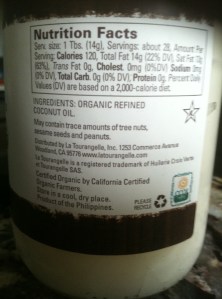 Nutrition Facts
Serv. size: 1 Tbs. (14g), Servings: about 28, Amount Per
Serving: Calories 120, Total Fat 14g (22% DV), Sat Fat 13g
(63%), Trans Fat 0g, Cholest. 0mg (0%DV) Sodium 0mg
(0% DV), Total Carb. 0g (0% DV), Protein 0g. Percent Daily
Values (DV) are based on a 2,000-calorie diet.
INGREDIENTS: ORGANIC REFINED
COCONUT OIL.
May contain trace amounts of tree nuts,
sesame seeds and peanuts.
Distributed by La Tourangelle, Inc. 1253 Commerce Avenue
Woodland, CA 95776 www.latourangelle.com
La Tourangelle is a registered trademark of Huilerie Croix Verte
et Tourangelle SAS.
Certified Organic by California Certified
Organic Farmers.
Store in a cool, dry place.
Product of the Philippines.
PLEASE
RECYCLE